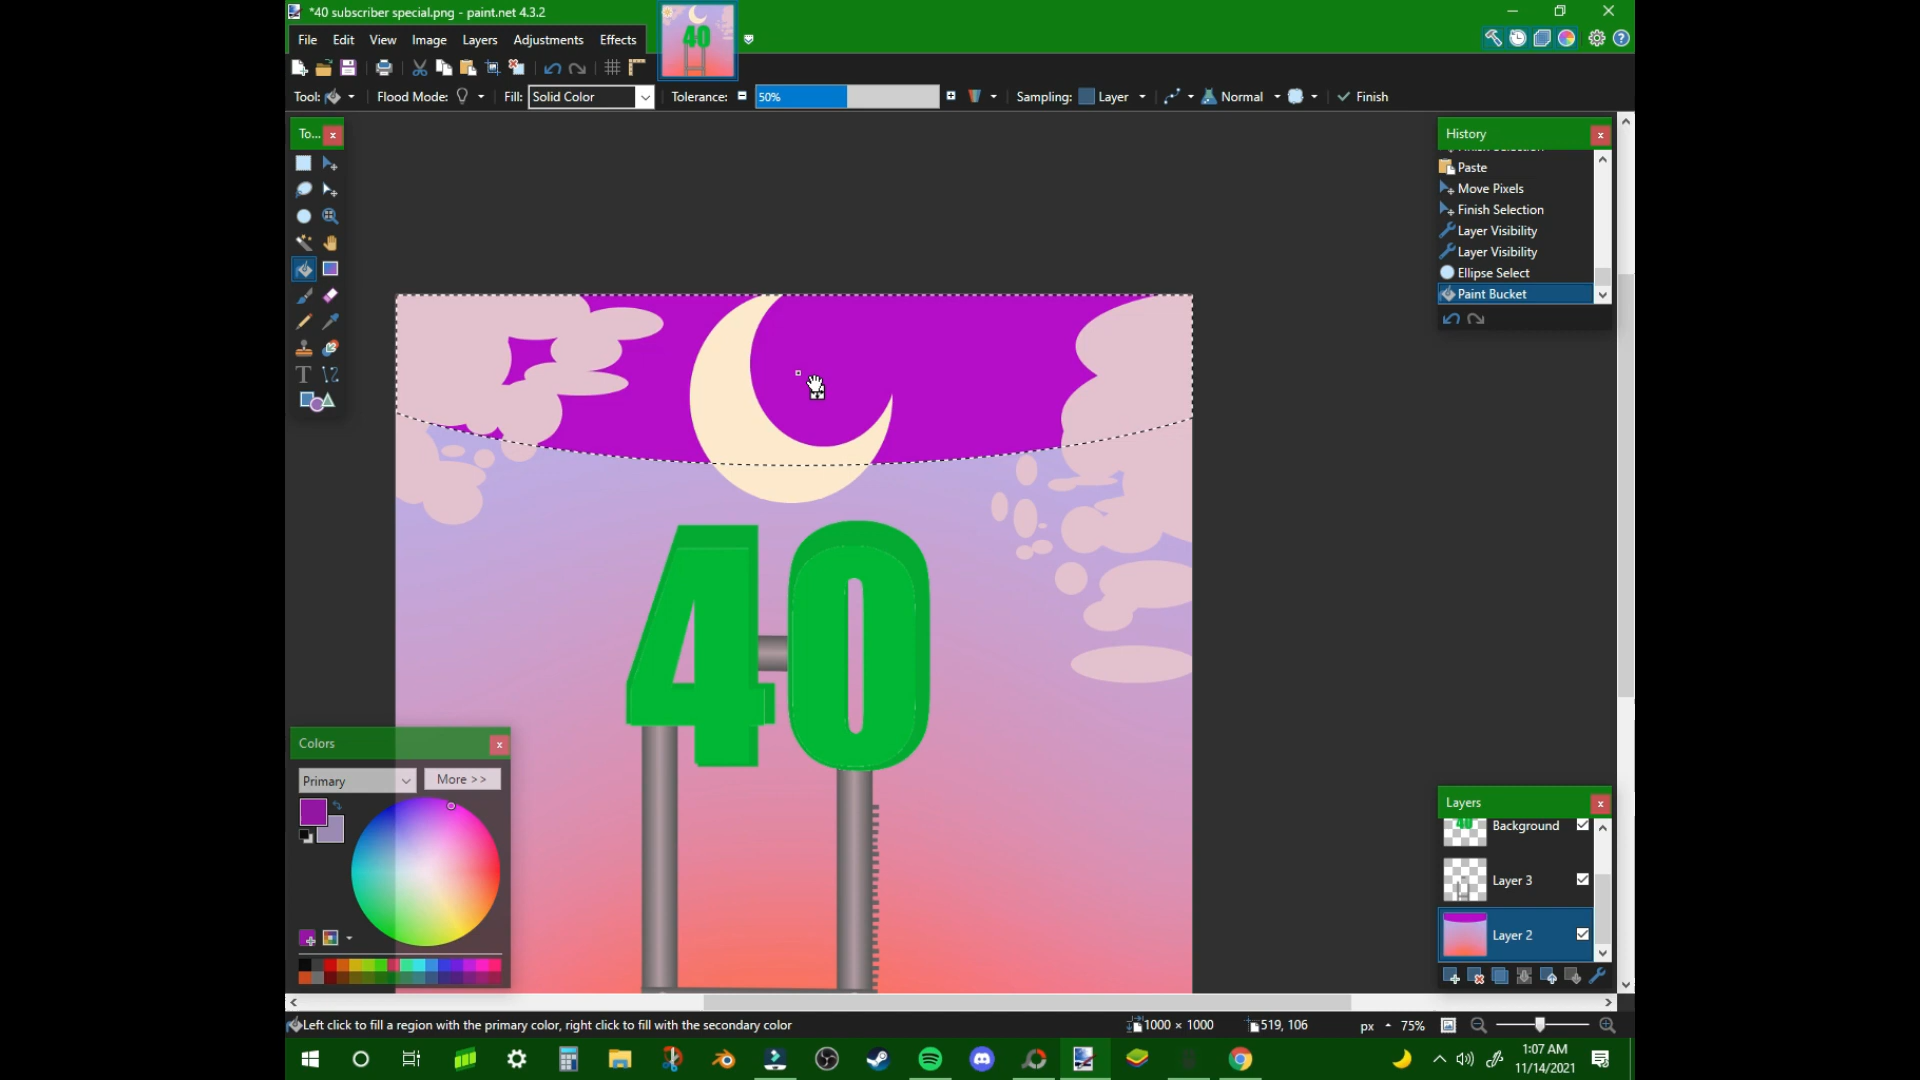 *40 subscriber special.png - paint.net 4.3.2
40
File Edit View Image Layers Adjustments Effects
Tool: Flood Mode: Fill: Solid Color Tolerance: 50% Sampling: Layer Normal Finish
To...
History
Paste
Move Pixels
Finish Selection
Layer Visibility
Layer Visibility
Ellipse Select
Paint Bucket
40
Colors
Primary More >>
Layers
40 Background
Layer 3
Layer 2
Left click to fill a region with the primary color, right click to fill with the secondary color 1000 × 1000 519, 106 px 75%
1:07 AM
11/14/2021